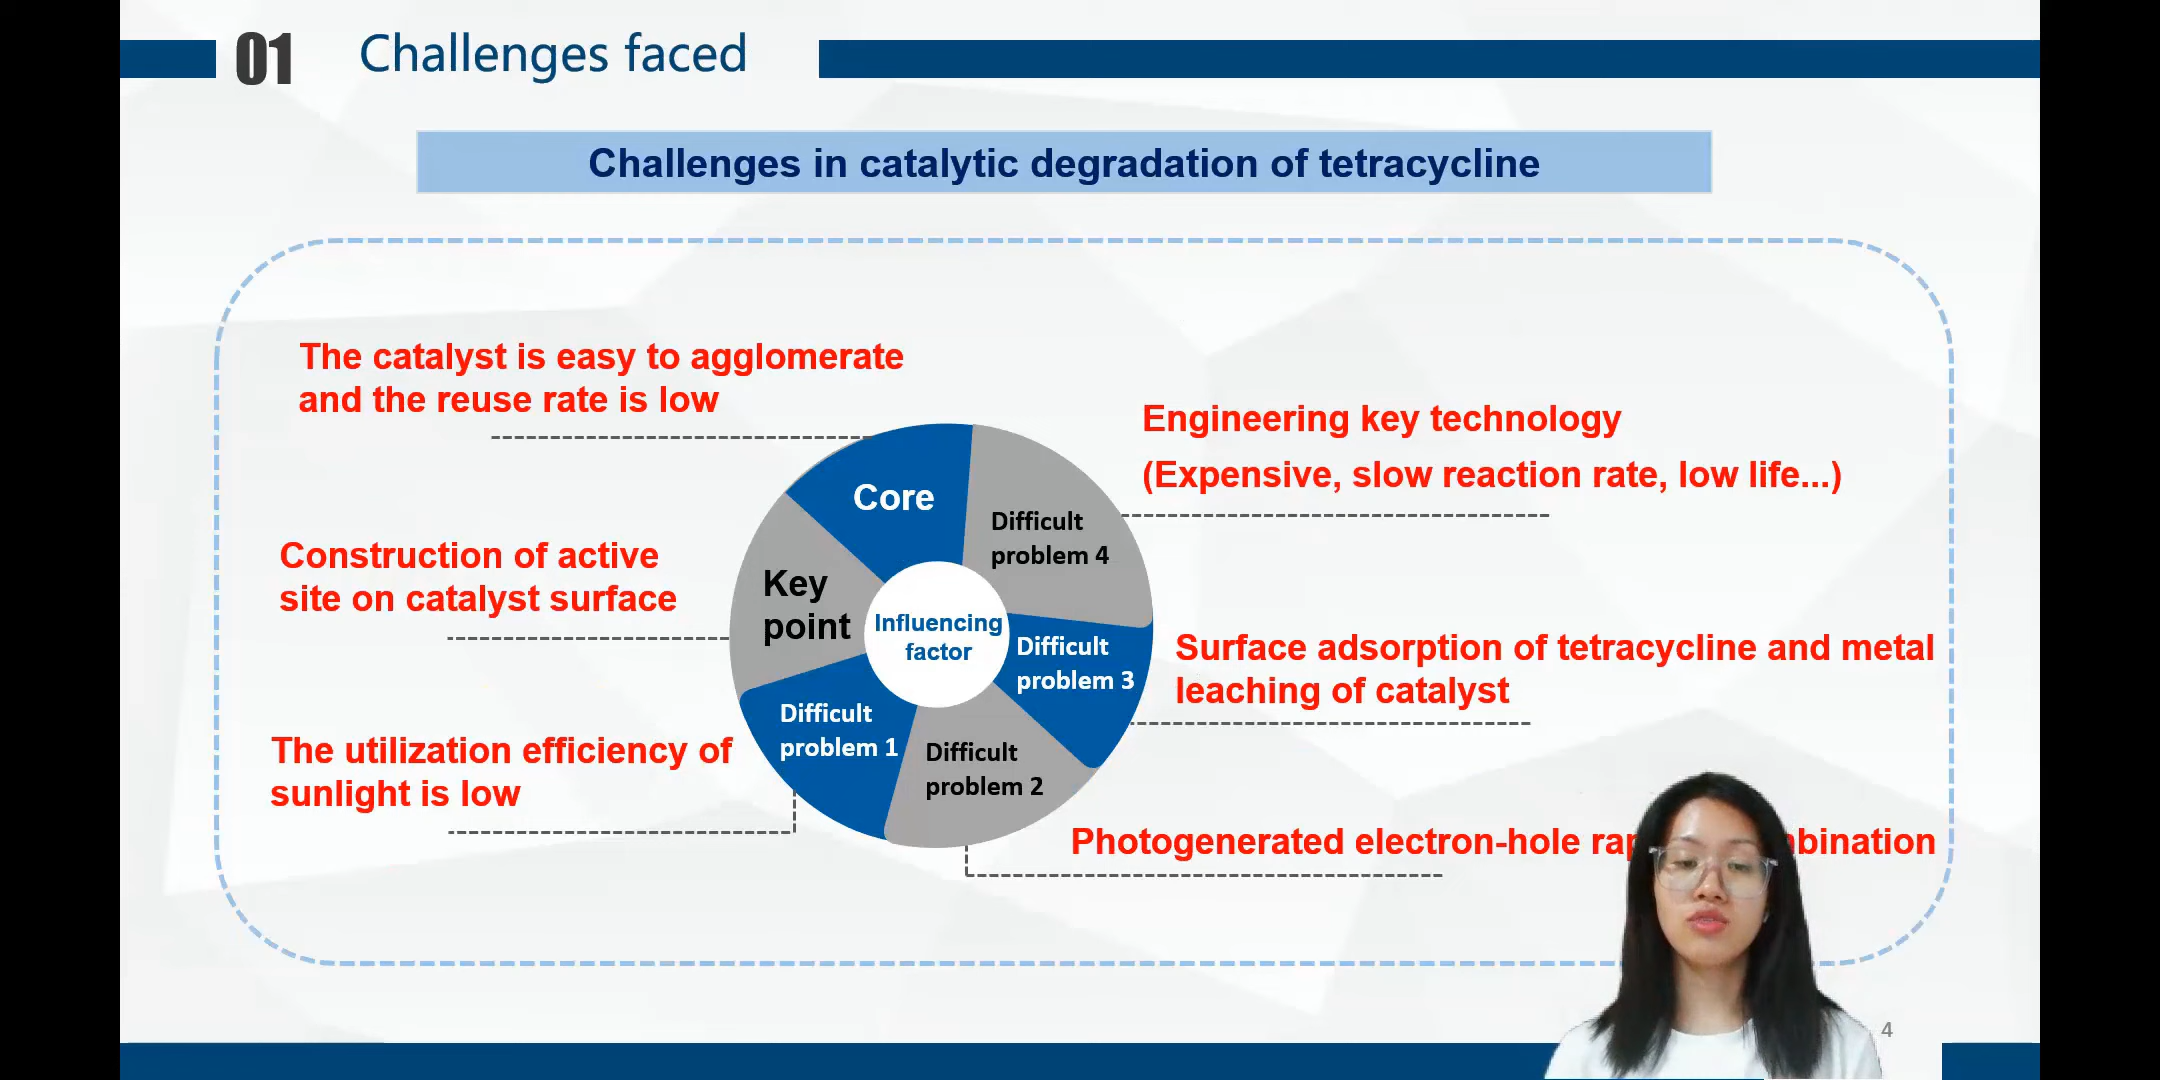 01 Challenges faced
Challenges in catalytic degradation of tetracycline
The catalyst is easy to agglomerate
and the reuse rate is low
Construction of active
site on catalyst surface
The utilization efficiency of
sunlight is low
Core
Key
point
Difficult
problem 1
Difficult
problem 2
Difficult
problem 3
Difficult
problem 4
Influencing
factor
Engineering key technology
(Expensive, slow reaction rate, low life...)
Surface adsorption of tetracycline and metal
leaching of catalyst
Photogenerated electron-hole
4